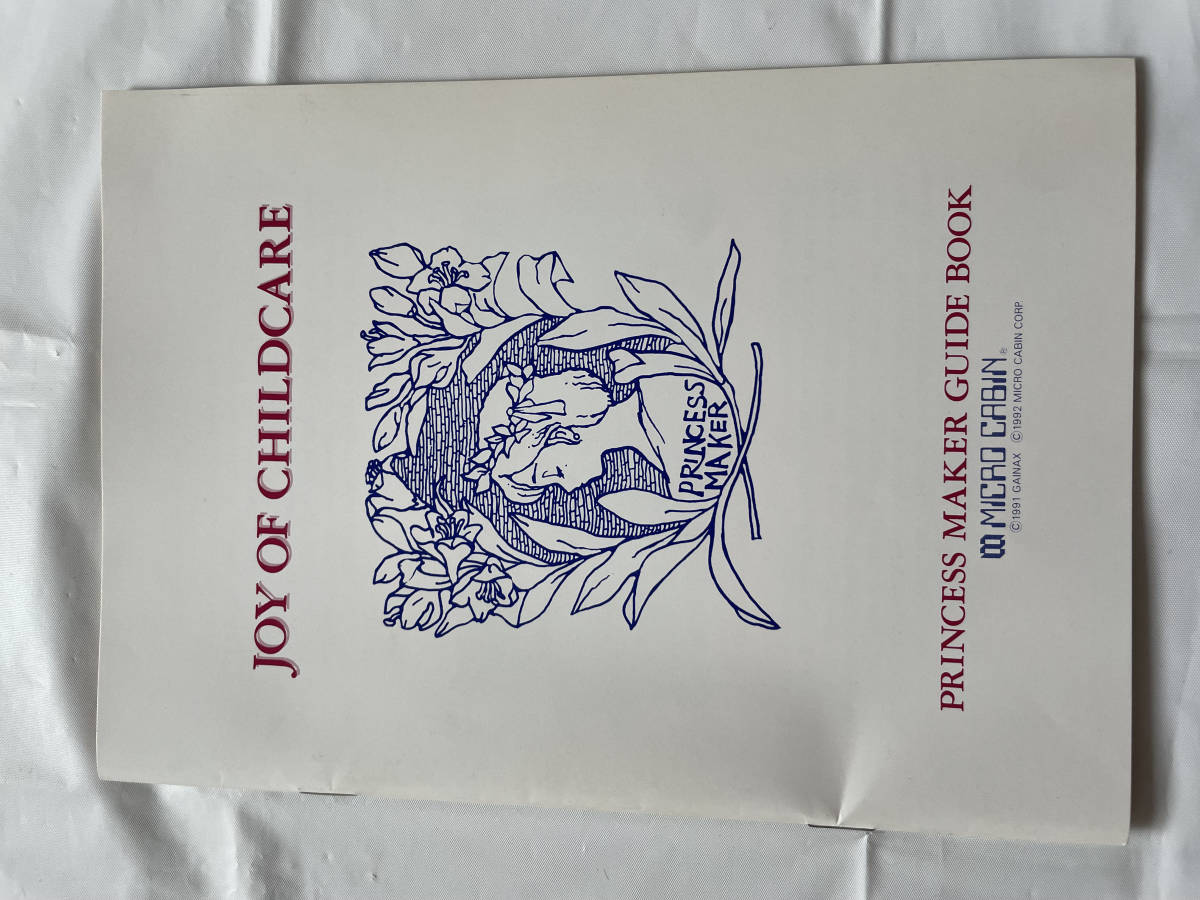 JOY OF CHILDCARE
PRINCESS
MAKER
PRINCESS MAKER GUIDE BOOK
MICRO CABIN®
©1991 GAINAX ©1992 MICRO CABIN CORP.